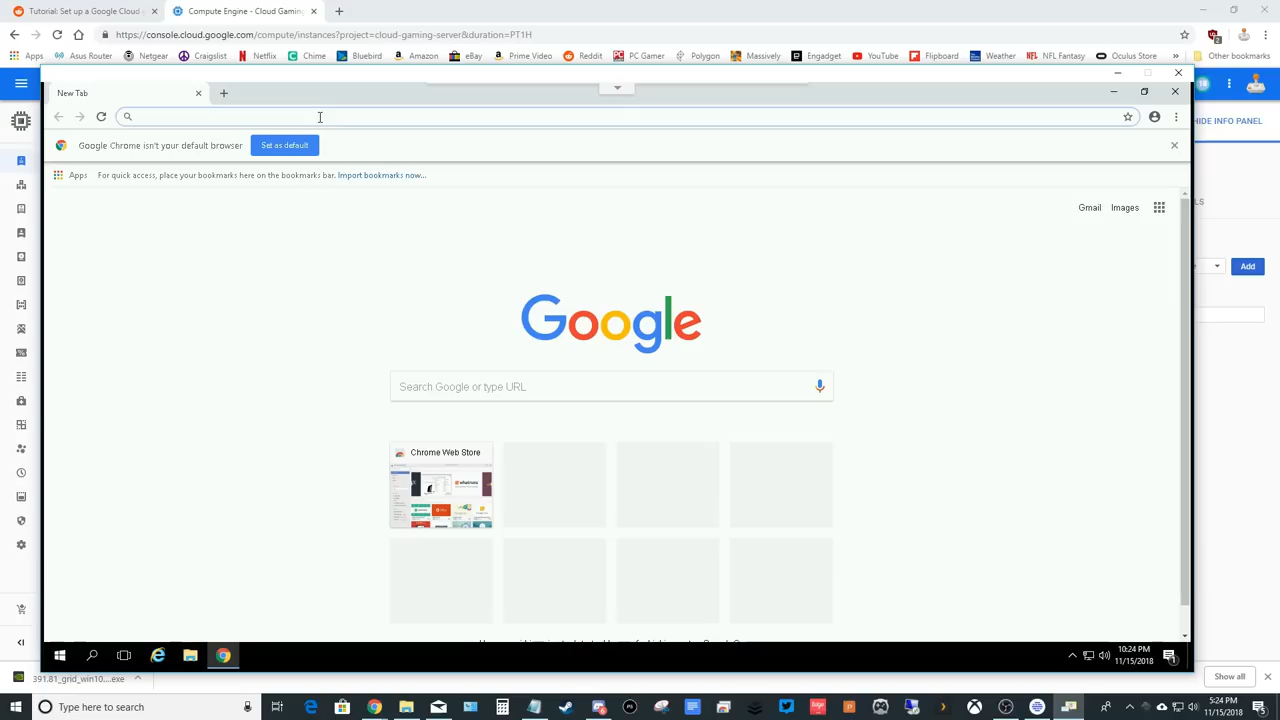 Tutorial: Set up a Google Cloud
Compute Engine - Cloud Gaming
https://console.cloud.google.com/compute/instances?project=cloud-gaming-server&duration=PT1H
Apps Asus Router Netgear Craigslist Netflix Chime Bluebird Amazon eBay Prime Video Reddit PC Gamer Polygon Massively Engadget YouTube Flipboard Weather NFL Fantasy Oculus Store Other bookmarks
New Tab
HIDE INFO PANEL
Google Chrome isn't your default browser Set as default
Apps For quick access, place your bookmarks here on the bookmarks bar. Import bookmarks now...
LS
Gmail Images
Add
Google
Search Google or type URL
Chrome Web Store
10:24 PM
11/15/2018
391.81_grid_win10....exe
Show all
Type here to search
5:24 PM
11/15/2018